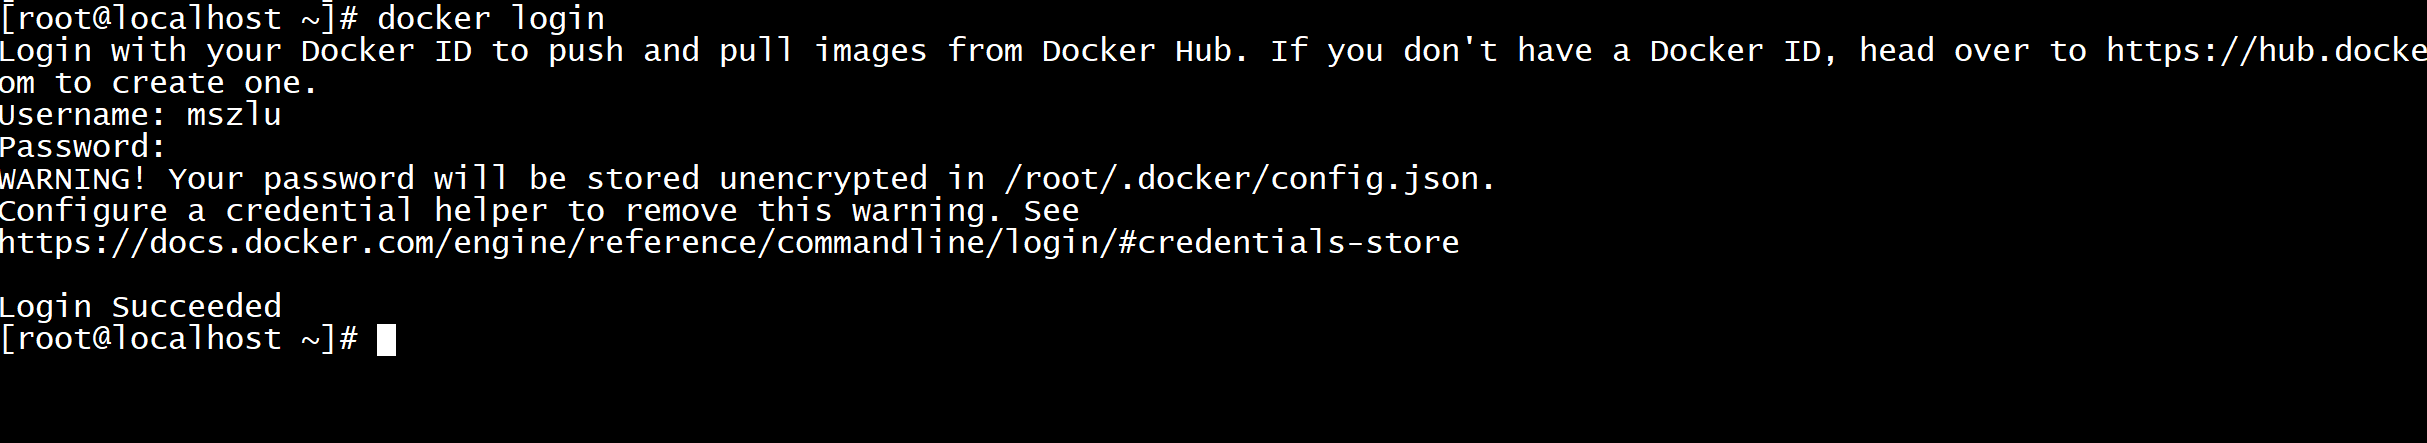 [root@localhost ~]# docker login
Login with your Docker ID to push and pull images from Docker Hub. If you don't have a Docker ID, head over to https://hub.docke
om to create one.
Username: mszlu
Password:
WARNING! Your password will be stored unencrypted in /root/.docker/config.json.
Configure a credential helper to remove this warning. See
https://docs.docker.com/engine/reference/commandline/login/#credentials-store
Login Succeeded
[root@localhost ~]#